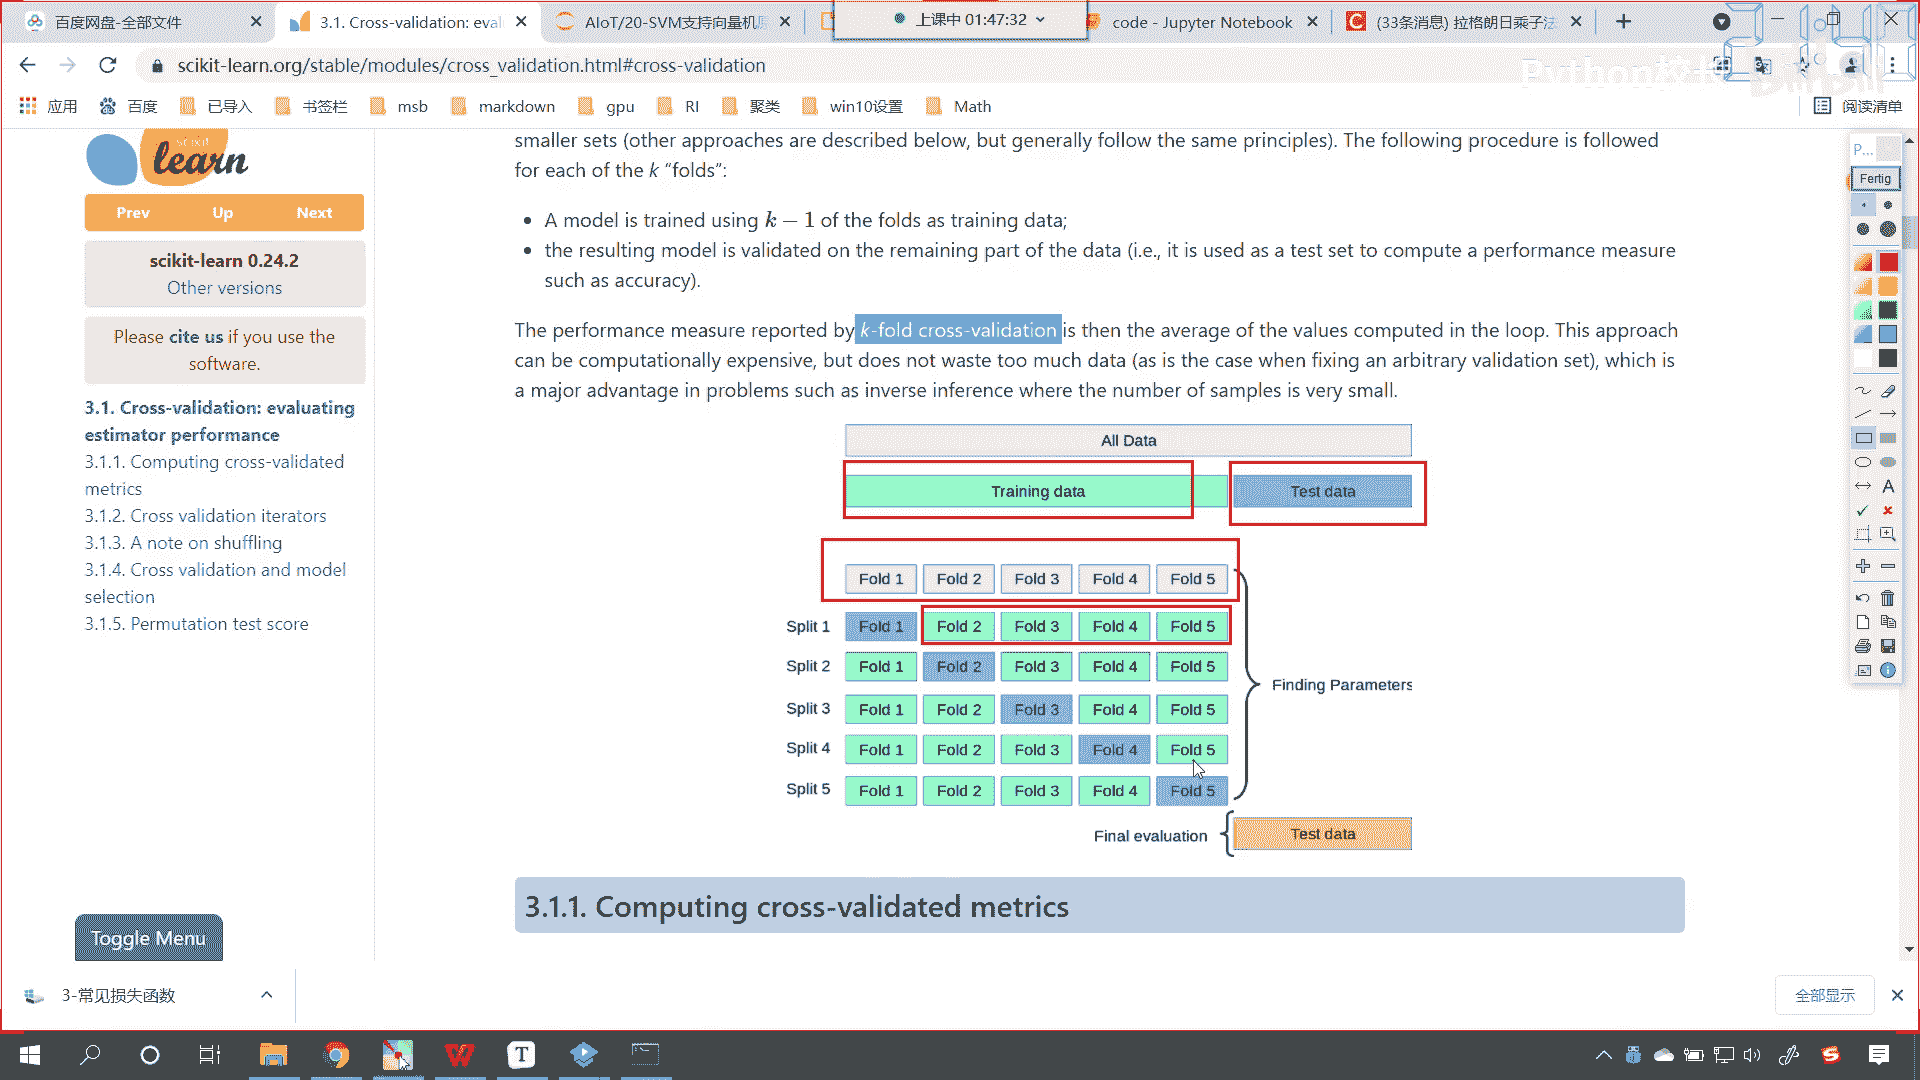 百度网盘-全部文件
3.1. Cross-validation: eval
AIoT/20-SVM支持向量机
上课中 01:47:32
code - Jupyter Notebook
(33条消息) 拉格朗日乘子法
scikit-learn.org/stable/modules/cross_validation.html#cross-validation
应用
百度
已导入
书签栏
msb
markdown
gpu
RI
聚类
win10设置
Math
阅读清单
scikit
learn
Prev
Up
Next
scikit-learn 0.24.2
Other versions
Please cite us if you use the
software.
3.1. Cross-validation: evaluating
estimator performance
3.1.1. Computing cross-validated
metrics
3.1.2. Cross validation iterators
3.1.3. A note on shuffling
3.1.4. Cross validation and model
selection
3.1.5. Permutation test score
Toggle Menu
smaller sets (other approaches are described below, but generally follow the same principles). The following procedure is followed
for each of the k “folds”:
A model is trained using k − 1 of the folds as training data;
the resulting model is validated on the remaining part of the data (i.e., it is used as a test set to compute a performance measure
such as accuracy).
The performance measure reported by k-fold cross-validation is then the average of the values computed in the loop. This approach
can be computationally expensive, but does not waste too much data (as is the case when fixing an arbitrary validation set), which is
a major advantage in problems such as inverse inference where the number of samples is very small.
All Data
Training data
Test data
Fold 1 Fold 2 Fold 3 Fold 4 Fold 5
Split 1 Fold 1 Fold 2 Fold 3 Fold 4 Fold 5
Split 2 Fold 1 Fold 2 Fold 3 Fold 4 Fold 5
Split 3 Fold 1 Fold 2 Fold 3 Fold 4 Fold 5
Split 4 Fold 1 Fold 2 Fold 3 Fold 4 Fold 5
Split 5 Fold 1 Fold 2 Fold 3 Fold 4 Fold 5
Finding Parameters
Final evaluation
Test data
3.1.1. Computing cross-validated metrics
P...
Fertig
A
3-常见损失函数
全部显示